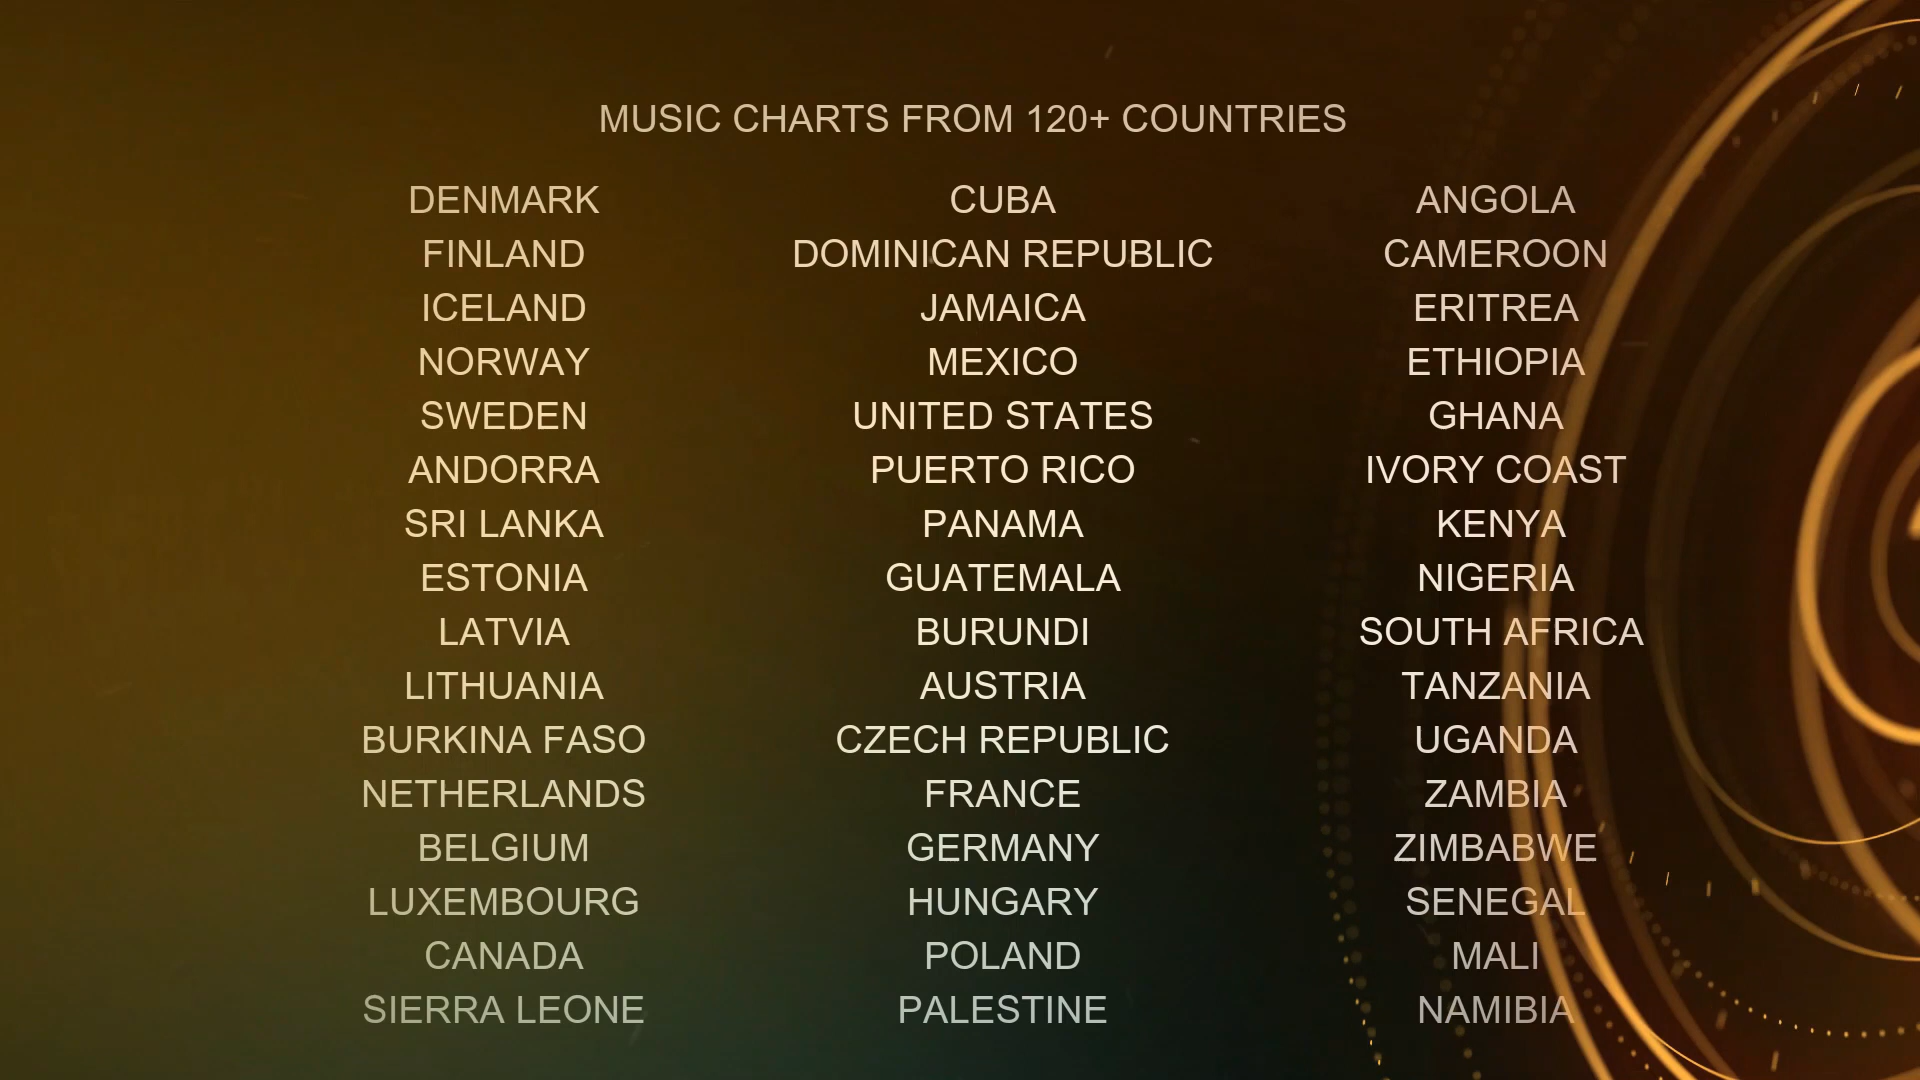 MUSIC CHARTS FROM 120+ COUNTRIES
DENMARK
FINLAND
ICELAND
NORWAY
SWEDEN
ANDORRA
SRI LANKA
ESTONIA
LATVIA
LITHUANIA
BURKINA FASO
NETHERLANDS
BELGIUM
LUXEMBOURG
CANADA
SIERRA LEONE
CUBA
DOMINICAN REPUBLIC
JAMAICA
MEXICO
UNITED STATES
PUERTO RICO
PANAMA
GUATEMALA
BURUNDI
AUSTRIA
CZECH REPUBLIC
FRANCE
GERMANY
HUNGARY
POLAND
PALESTINE
ANGOLA
CAMEROON
ERITREA
ETHIOPIA
GHANA
IVORY COAST
KENYA
NIGERIA
SOUTH AFRICA
TANZANIA
UGANDA
ZAMBIA
ZIMBABWE
SENEGAL
MALI
NAMIBIA